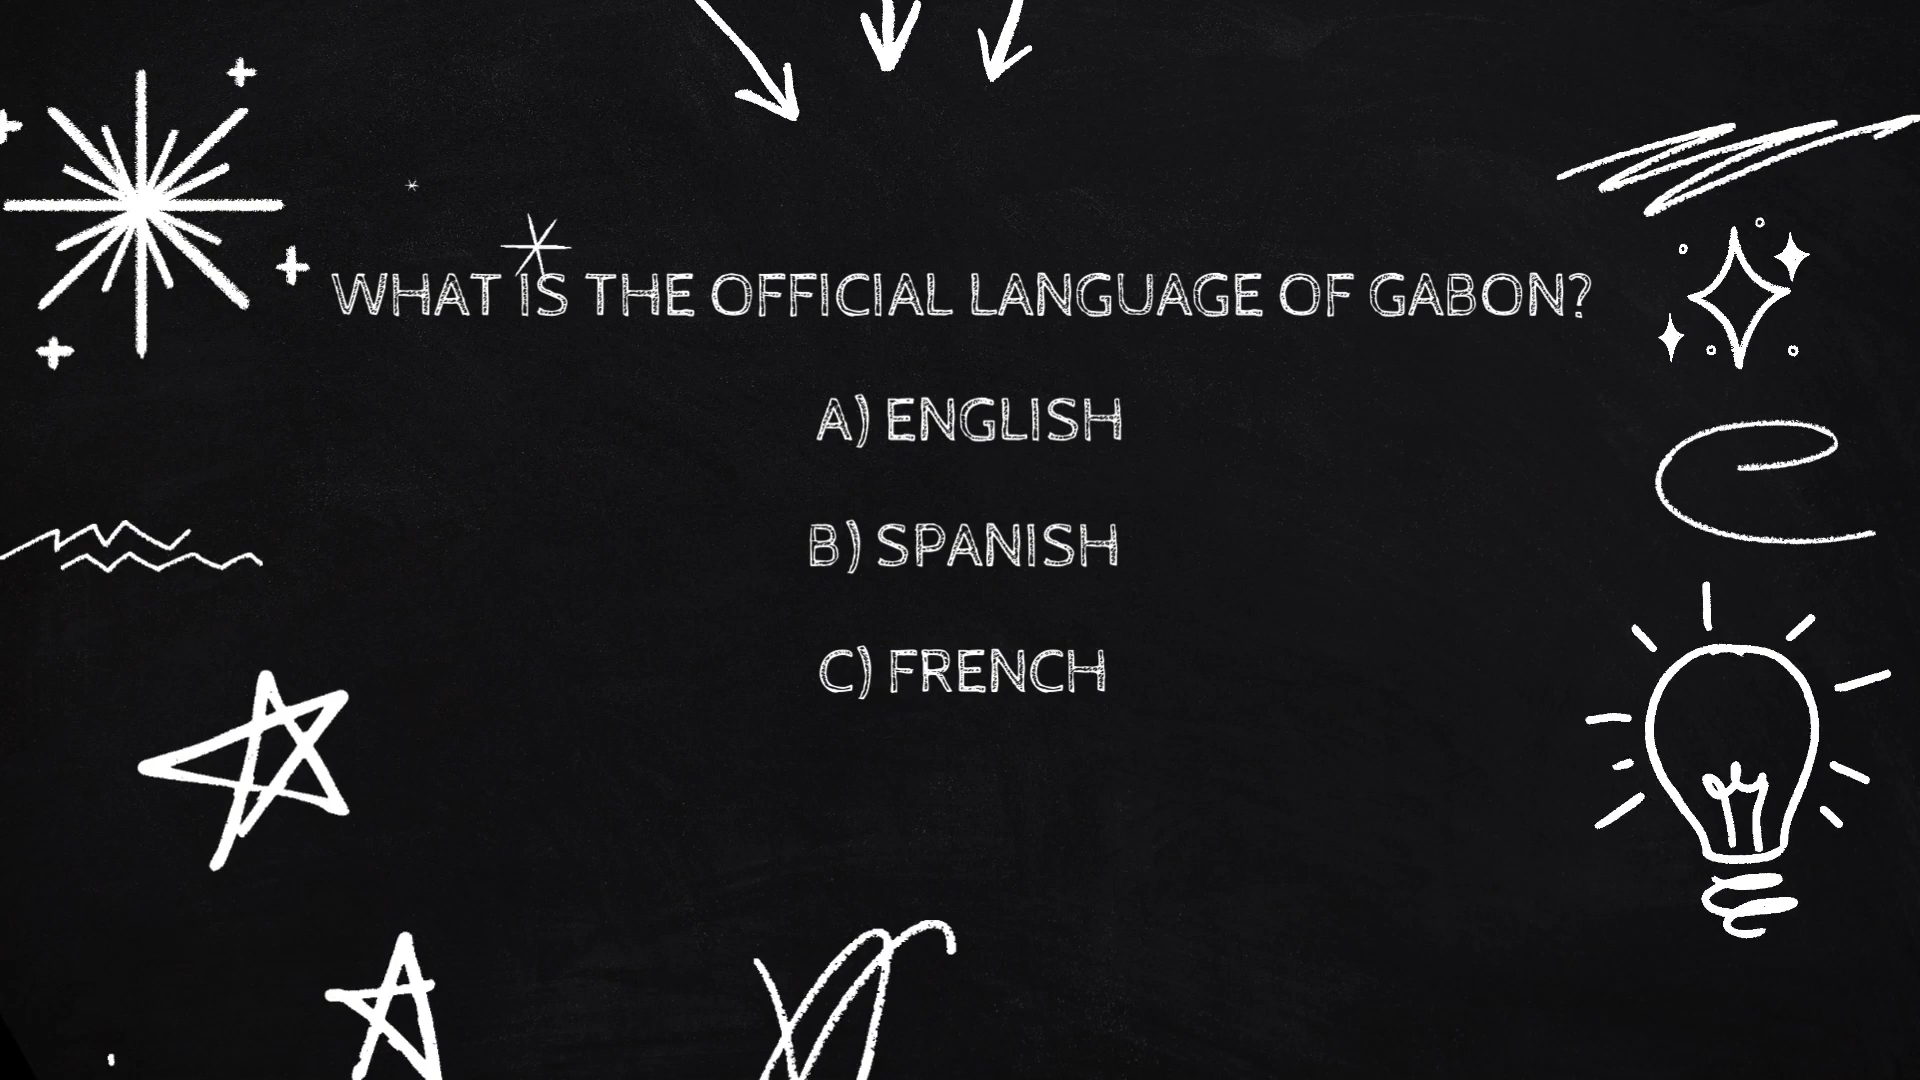 WHAT IS THE OFFICIAL LANGUAGE OF GABON?
A) ENGLISH
B) SPANISH
C) FRENCH